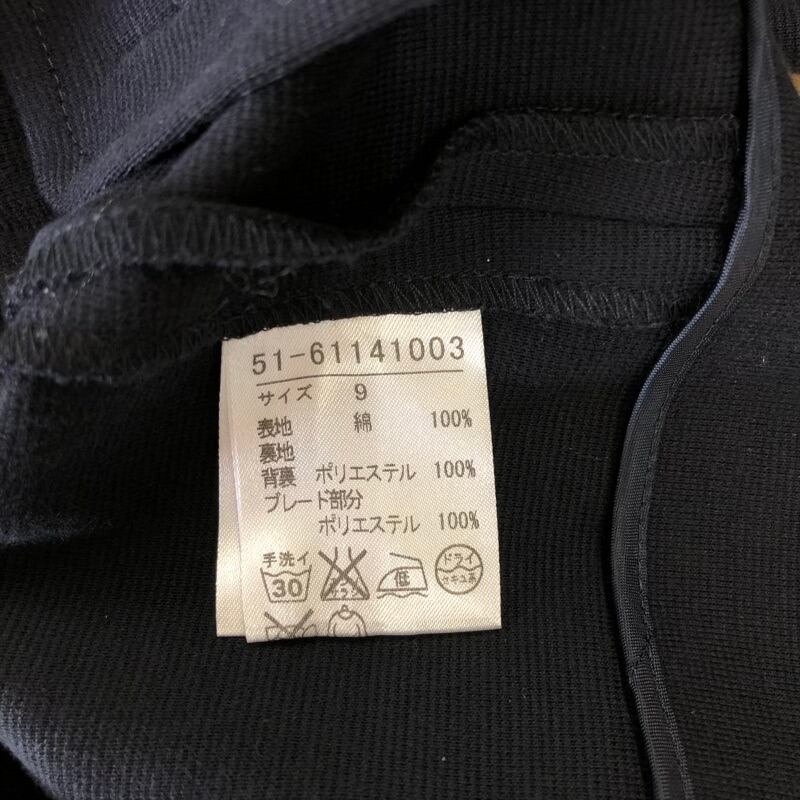 51-61141003
サイズ 9
表地 綿 100%
裏地
背裏 ポリエステル 100%
ブレード部分
ポリエステル 100%
手洗イ
30
低
ドライ
セキユ系